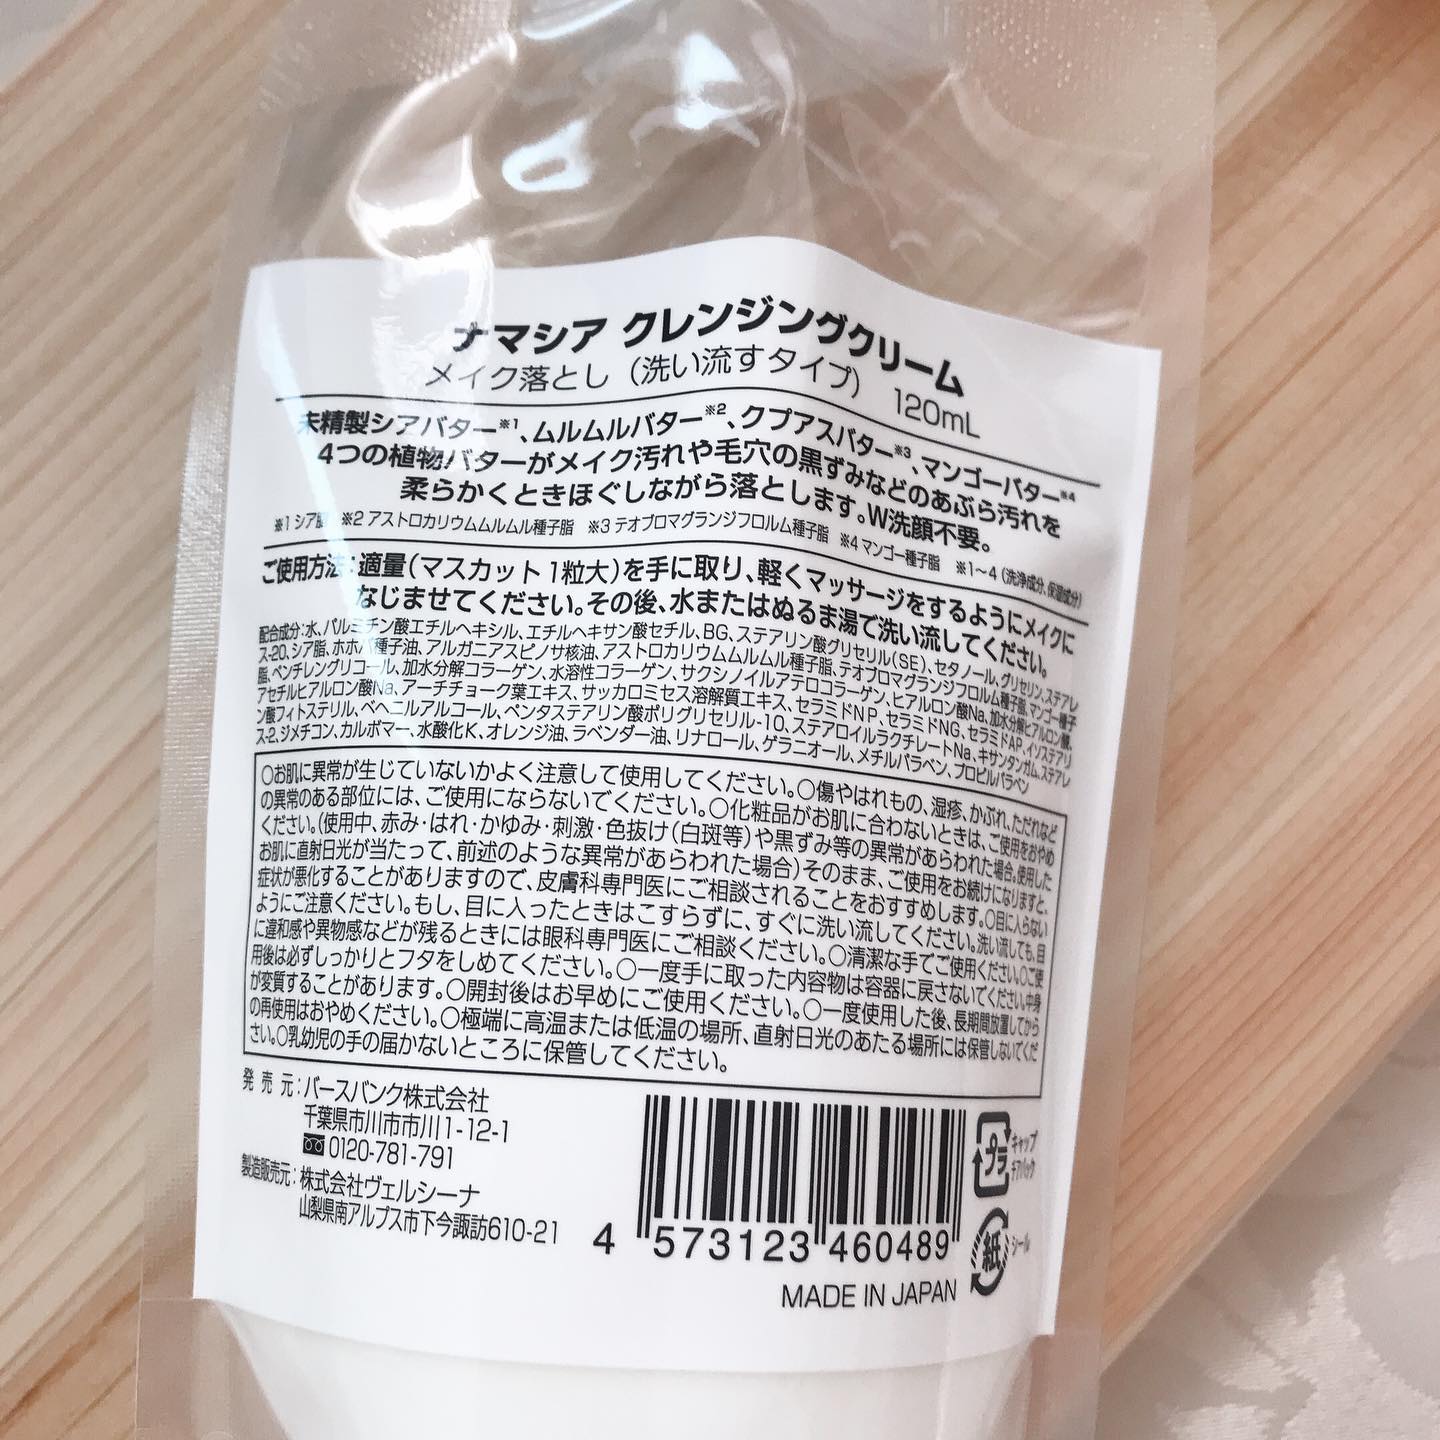 ナマシア クレンジングクリーム
メイク落とし（洗い流すタイプ） 120mL
未精製シアバター※1、ムルムルバター※2、クプアスバター※3、マンゴーバター※4
4つの植物バターがメイク汚れや毛穴の黒ずみなどのあぶら汚れを
柔らかくときほぐしながら落とします。W洗顔不要。
※1 シア脂 ※2 アストロカリウムムルムル種子脂 ※3 テオブロマグランジフロルム種子脂 ※4 マンゴー種子脂 ※1～4（洗浄成分、保湿成分）
ご使用方法：適量（マスカット1粒大）を手に取り、軽くマッサージをするようにメイクに
なじませてください。その後、水またはぬるま湯で洗い流してください。
配合成分：水、パルミチン酸エチルヘキシル、エチルヘキサン酸セチル、BG、ステアリン酸グリセリル(SE)、セタノール、グリセリン、ステアレ
ス-20、シア脂、ホホバ種子油、アルガニアスピノサ核油、アストロカリウムムルムル種子脂、テオブロマグランジフロルム種子脂、マンゴー種子
脂、ペンチレングリコール、加水分解コラーゲン、水溶性コラーゲン、サクシノイルアテロコラーゲン、ヒアルロン酸Na、加水分解ヒアルロン酸、
アセチルヒアルロン酸Na、アーチチョーク葉エキス、サッカロミセス溶解質エキス、セラミドNP、セラミドNG、セラミドAP、イソステアリ
ン酸フィトステリル、ベヘニルアルコール、ペンタステアリン酸ポリグリセリル-10、ステアロイルラクチレートNa、キサンタンガム、ステアレ
ス-2、ジメチコン、カルボマー、水酸化K、オレンジ油、ラベンダー油、リナロール、ゲラニオール、メチルパラベン、プロピルパラベン
○お肌に異常が生じていないかよく注意して使用してください。○傷やはれもの、湿疹、かぶれ、ただれなど
の異常のある部位には、ご使用にならないでください。○化粧品がお肌に合わないときは、ご使用をおやめ
ください。(使用中、赤み・はれ・かゆみ・刺激・色抜け(白斑等)や黒ずみ等の異常があらわれた場合。使用した
お肌に直射日光が当たって、前述のような異常があらわれた場合)そのまま、ご使用をお続けになりますと、
症状が悪化することがありますので、皮膚科専門医にご相談されることをおすすめします。○目に入らない
ようにご注意ください。もし、目に入ったときはこすらずに、すぐに洗い流してください。洗い流しても、目
に違和感や異物感などが残るときには眼科専門医にご相談ください。○清潔な手でご使用ください。○ご使
用後は必ずしっかりとフタをしめてください。○一度手に取った内容物は容器に戻さないでください。中身
が変質することがあります。○開封後はお早めにご使用ください。○一度使用した後、長期間放置してから
の再使用はおやめください。○極端に高温または低温の場所、直射日光のあたる場所には保管しないでくだ
さい。○乳幼児の手の届かないところに保管してください。
発売元：バースバンク株式会社
千葉県市川市市川1-12-1
0120-781-791
製造販売元：株式会社ヴェルシーナ
山梨県南アルプス市下今諏訪610-21
4 573123 460489
MADE IN JAPAN
プラ
キャップ
チアパック
紙
シール